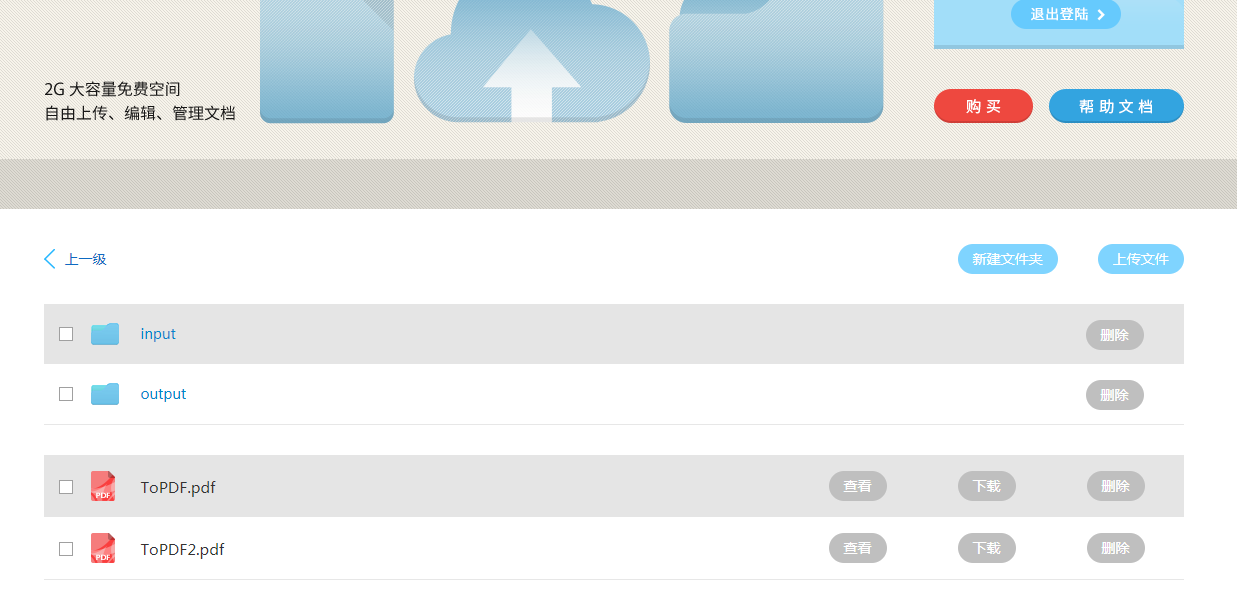 退出登陆
2G 大容量免费空间
自由上传、编辑、管理文档
购 买
帮 助 文 档
上一级
新建文件夹
上传文件
input
删除
output
删除
PDF
ToPDF.pdf
查看
下载
删除
PDF
ToPDF2.pdf
查看
下载
删除